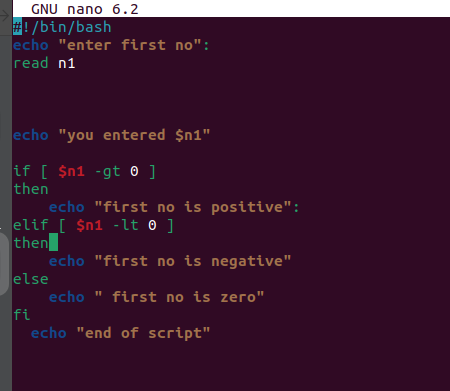 GNU nano 6.2
#!/bin/bash
echo "enter first no":
read n1
echo "you entered $n1"
if [ $n1 -gt 0 ]
then
    echo "first no is positive":
elif [ $n1 -lt 0 ]
then
    echo "first no is negative"
else
    echo " first no is zero"
fi
  echo "end of script"